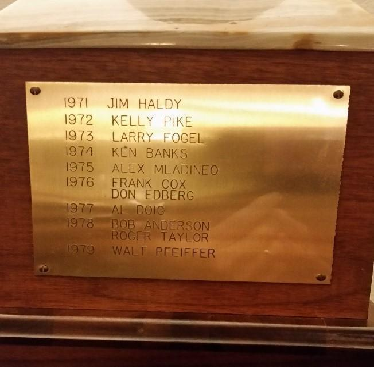 1971 JIM HALDY
1972 KELLY PIKE
1973 LARRY FOGEL
1974 KEN BANKS
1975 ALEX MLADINEO
1976 FRANK COX
DON EDBERG
1977 AL
1978 BOB ANDERSON
ROGER TAYLOR
1979 WALT PFEIFFER